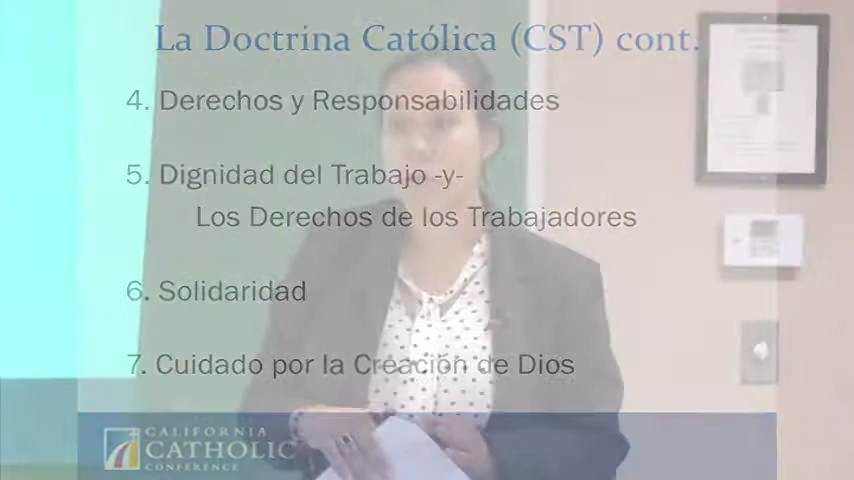 La Doctrina Católica (CST) cont.
4. Derechos y Responsabilidades
5. Dignidad del Trabajo -y-
Los Derechos de los Trabajadores
6. Solidaridad
7. Cuidado por la Creación de Dios
CALIFORNIA
CATHOLIC
CONFERENCE